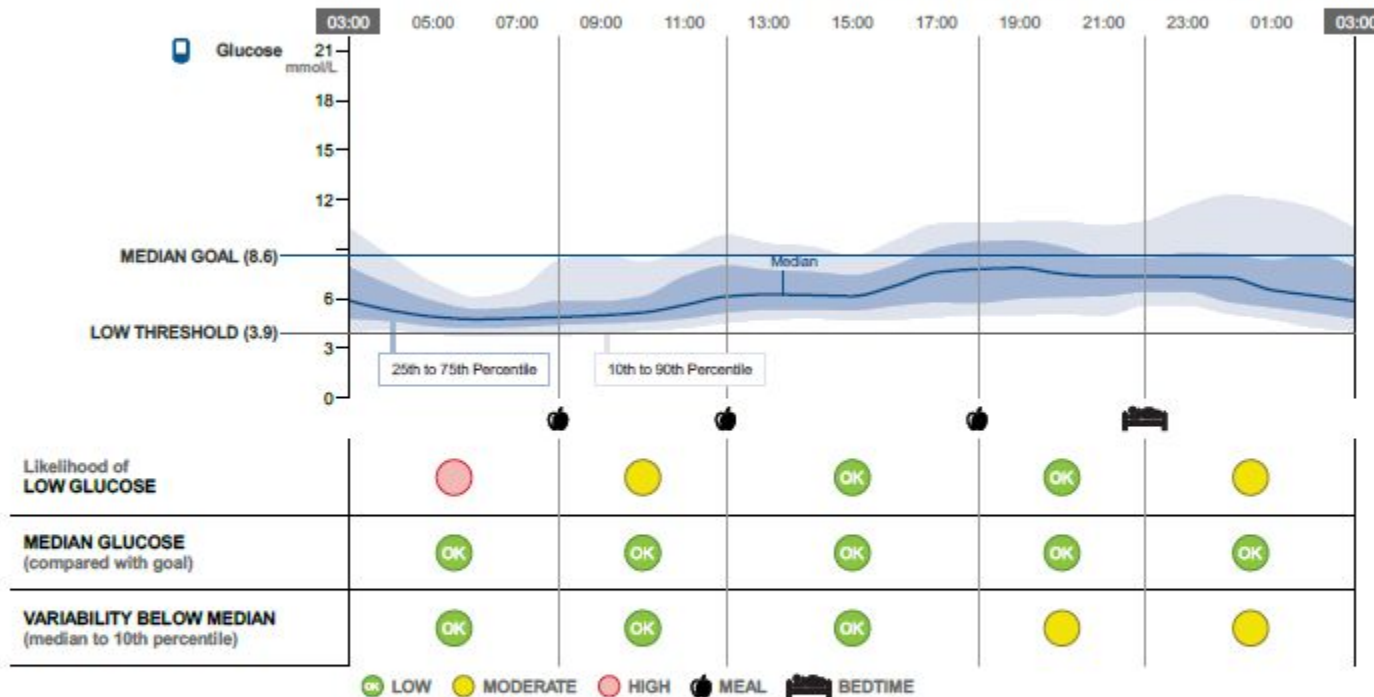 03:00 05:00 07:00 09:00 11:00 13:00 15:00 17:00 19:00 21:00 23:00 01:00 03:00
Glucose 21
mmol/L
18
15
12
MEDIAN GOAL (8.6)
Median
6
LOW THRESHOLD (3.9)
3
25th to 75th Percentile 10th to 90th Percentile
0
Likelihood of
LOW GLUCOSE
OK OK
MEDIAN GLUCOSE
(compared with goal)
OK OK OK OK OK
VARIABILITY BELOW MEDIAN
(median to 10th percentile)
OK OK OK
OK LOW MODERATE HIGH MEAL BEDTIME